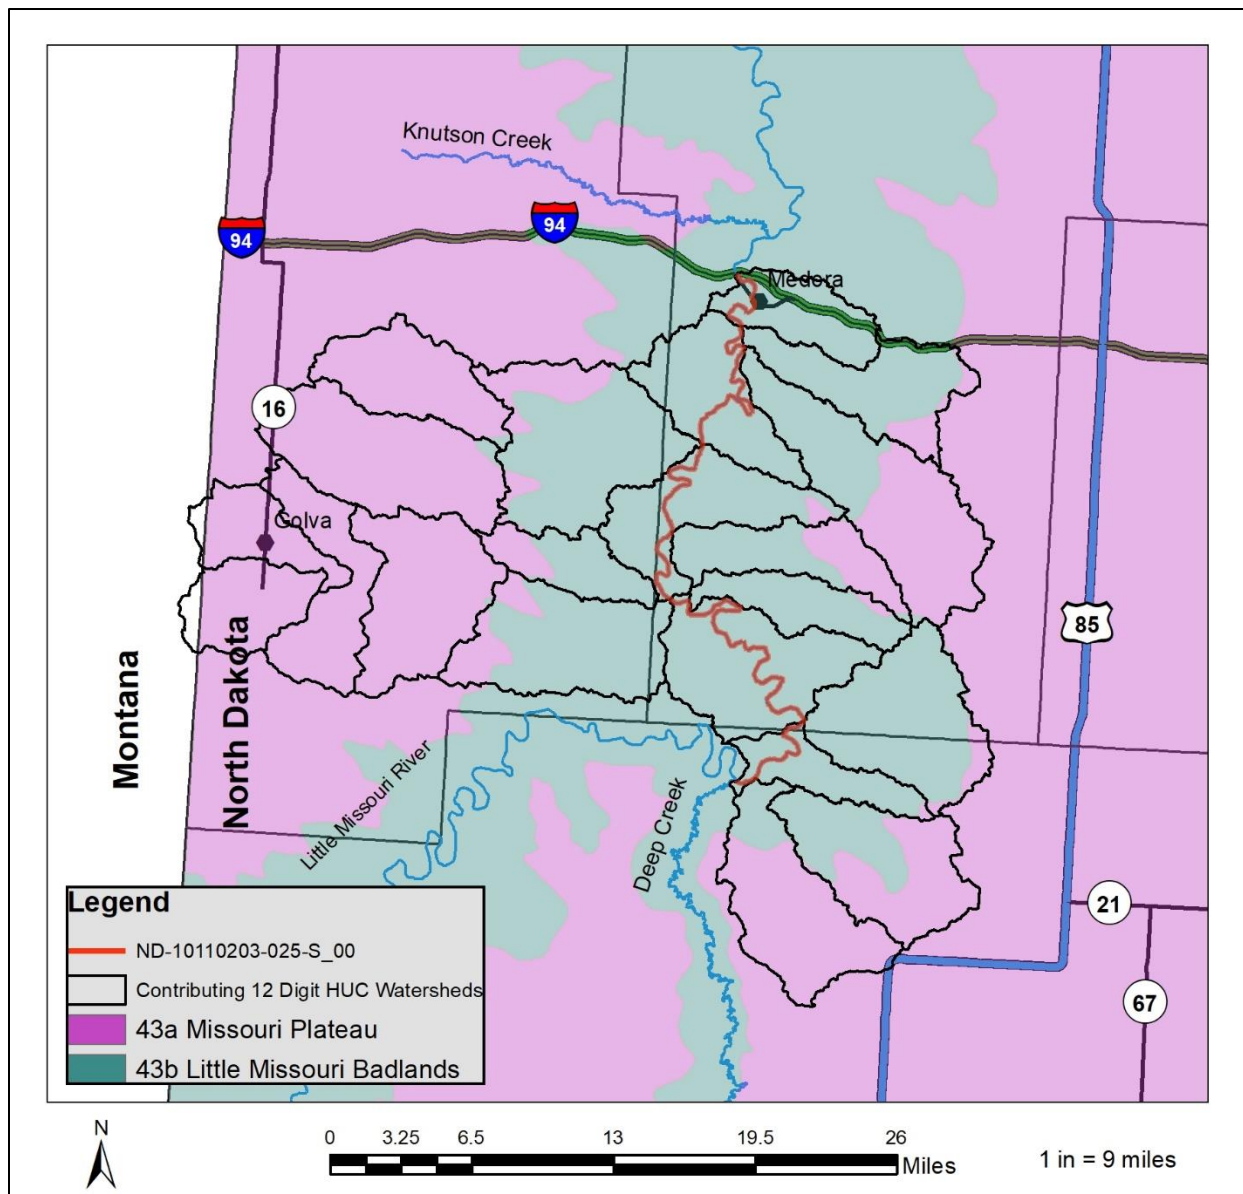 Knutson Creek
94
94
Medora
16
Golva
85
Montana
North Dakota
Little Missouri River
Deep Creek
21
67
Legend
ND-10110203-025-S_00
Contributing 12 Digit HUC Watersheds
43a Missouri Plateau
43b Little Missouri Badlands
N
0 3.25 6.5 13 19.5 26
Miles
1 in = 9 miles